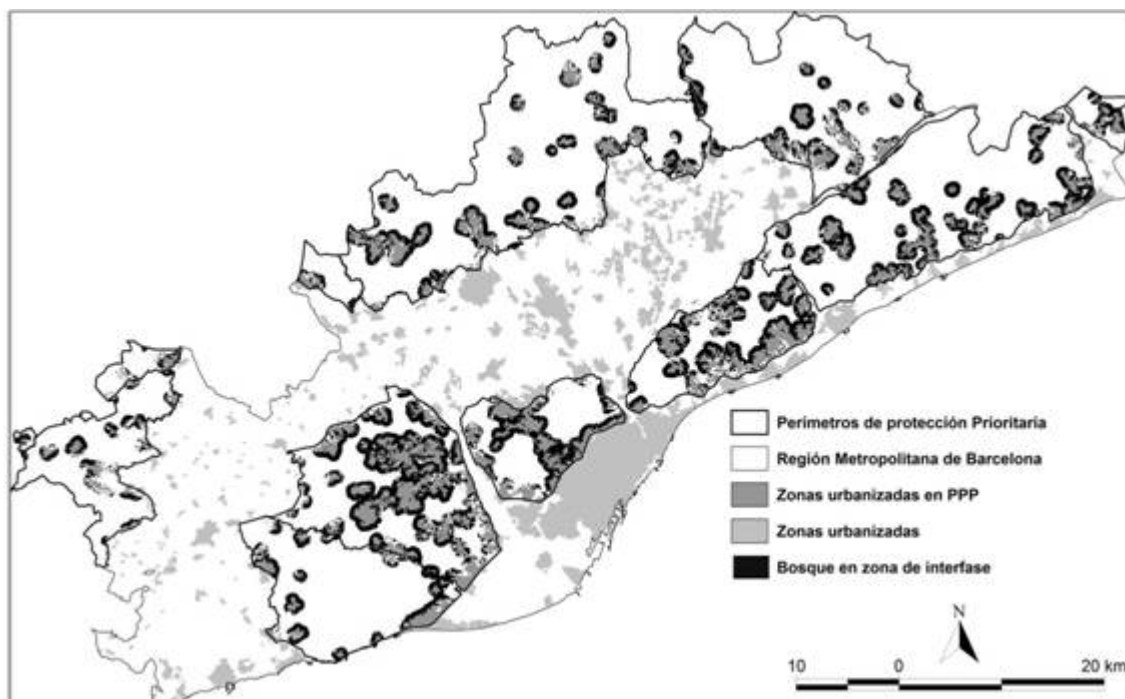 Perímetros de protección Prioritaria
Región Metropolitana de Barcelona
Zonas urbanizadas en PPP
Zonas urbanizadas
Bosque en zona de interfase
N
10 0 20 km